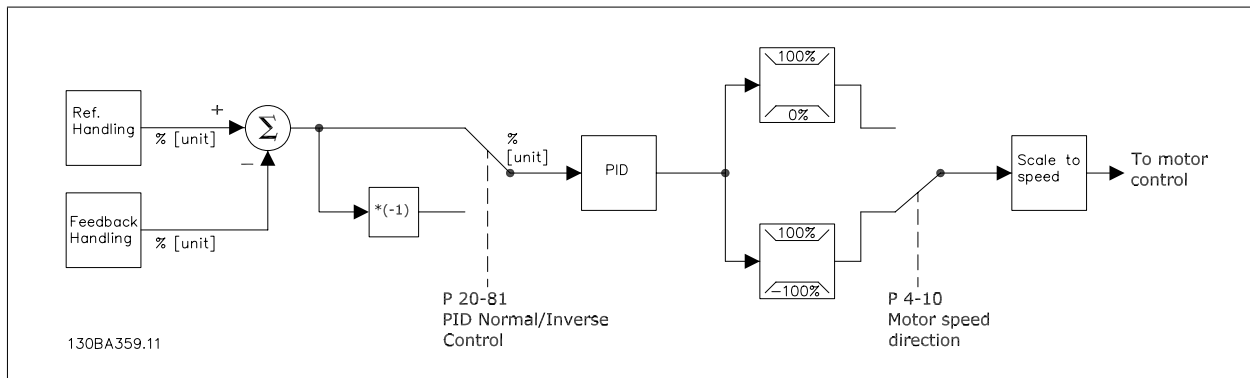 Ref.
Handling
+
% [unit]
Σ
−
Feedback
Handling
% [unit]
*(-1)
%
[unit]
P 20-81
PID Normal/Inverse
Control
PID
100%
0%
100%
−100%
P 4-10
Motor speed
direction
Scale to
speed
To motor
control
130BA359.11